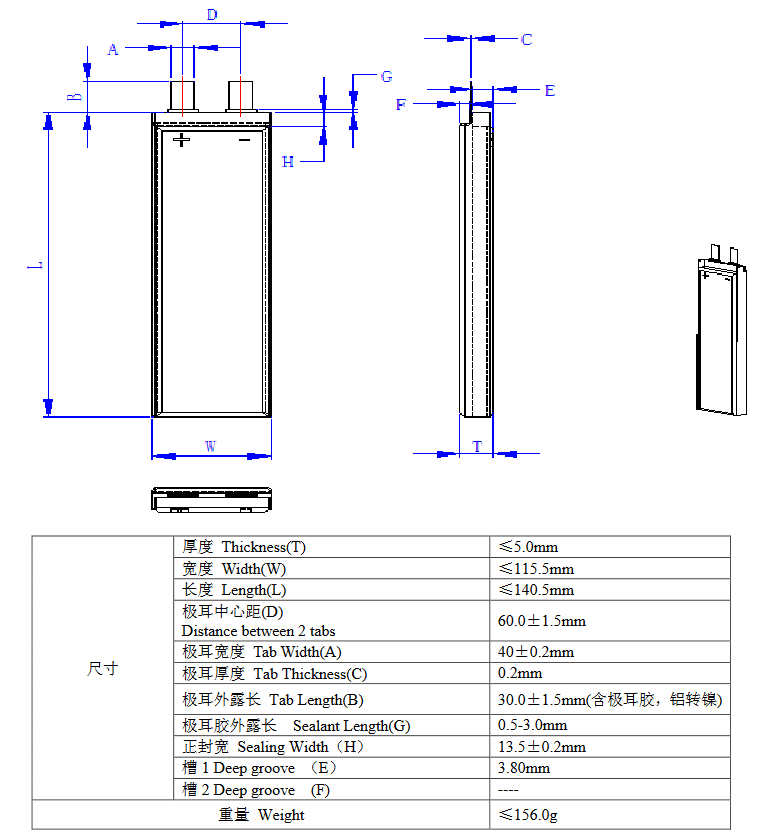 D
A
C
G
B
E
F
H
L
W
T
+ -
+ -
尺寸
厚度 Thickness(T) ≤5.0mm
宽度 Width(W) ≤115.5mm
长度 Length(L) ≤140.5mm
极耳中心距(D)
Distance between 2 tabs 60.0±1.5mm
极耳宽度 Tab Width(A) 40±0.2mm
极耳厚度 Tab Thickness(C) 0.2mm
极耳外露长 Tab Length(B) 30.0±1.5mm(含极耳胶，铝转镍)
极耳胶外露长 Sealant Length(G) 0.5-3.0mm
正封宽 Sealing Width（H） 13.5±0.2mm
槽 1 Deep groove （E） 3.80mm
槽 2 Deep groove (F) ----
重量 Weight ≤156.0g